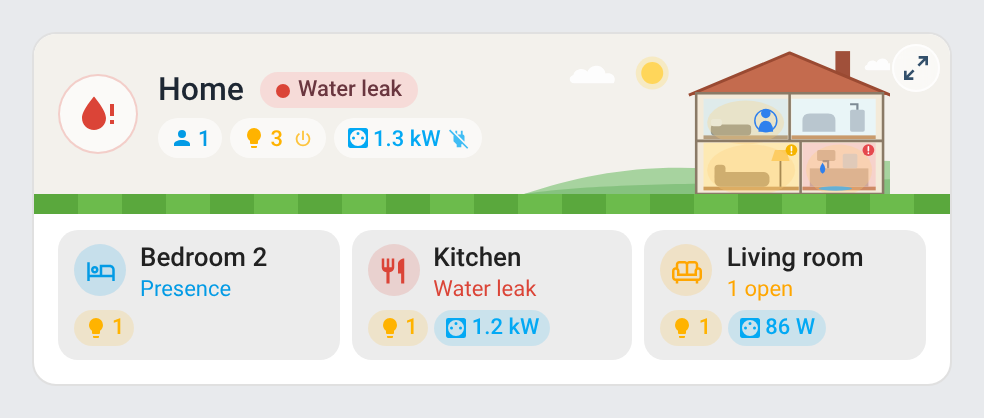 Home
Water leak
1
3
1.3 kW
Bedroom 2
Presence
1
Kitchen
Water leak
1
1.2 kW
Living room
1 open
1
86 W